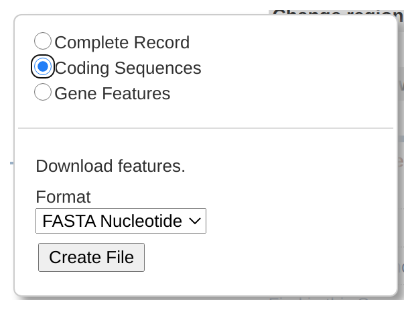 Change region
Complete Record
Coding Sequences
Gene Features
Download features.
Format
FASTA Nucleotide
Create File